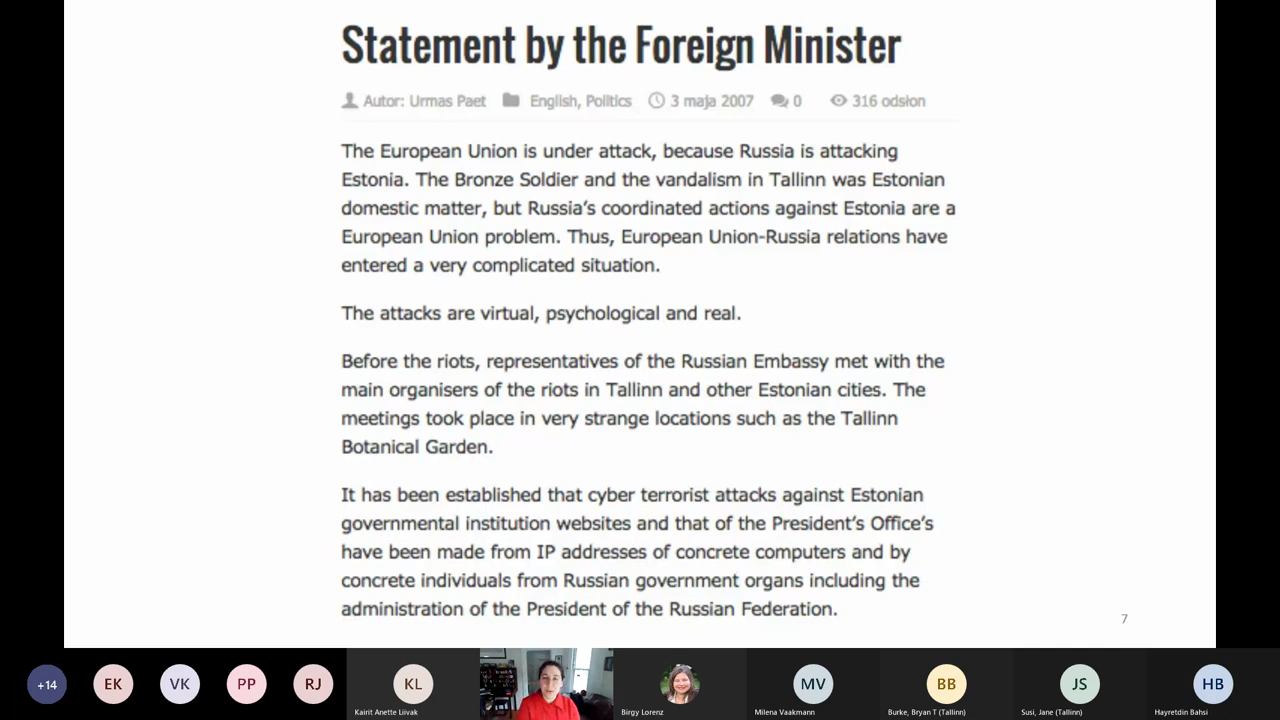 Statement by the Foreign Minister
Autor: Urmas Paet English, Politics 3 maja 2007 0 316 odsłon
The European Union is under attack, because Russia is attacking
Estonia. The Bronze Soldier and the vandalism in Tallinn was Estonian
domestic matter, but Russia's coordinated actions against Estonia are a
European Union problem. Thus, European Union-Russia relations have
entered a very complicated situation.
The attacks are virtual, psychological and real.
Before the riots, representatives of the Russian Embassy met with the
main organisers of the riots in Tallinn and other Estonian cities. The
meetings took place in very strange locations such as the Tallinn
Botanical Garden.
It has been established that cyber terrorist attacks against Estonian
governmental institution websites and that of the President's Office's
have been made from IP addresses of concrete computers and by
concrete individuals from Russian government organs including the
administration of the President of the Russian Federation.
7
+14 EK VK PP RJ KL MV BB JS HB
Kairit Anette Liivak Birgy Lorenz Milena Vaakmann Burke, Bryan T (Tallinn) Susi, Jane (Tallinn) Hayretdin Bahsi